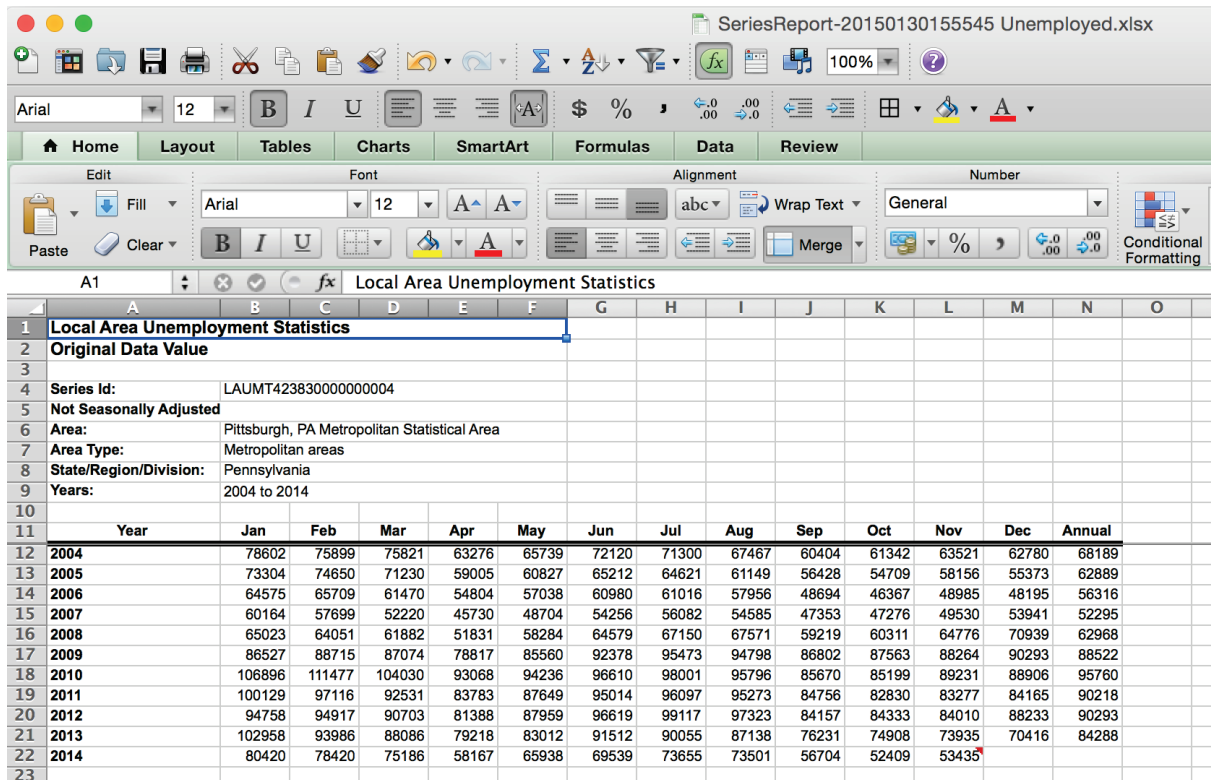 SeriesReport-20150130155545 Unemployed.xlsx
100%
Arial 12 B I U A $ % .0 .00 .00 .0 A
Home Layout Tables Charts SmartArt Formulas Data Review
Edit Font Alignment Number
Fill Arial 12 A A abc Wrap Text General
Paste Clear B I U A Merge % .0 .00 .00 .0 Conditional Formatting
A1 fx Local Area Unemployment Statistics
A B C D E F G H I J K L M N O
1 Local Area Unemployment Statistics
2 Original Data Value
3
4 Series Id: LAUMT423830000000004
5 Not Seasonally Adjusted
6 Area: Pittsburgh, PA Metropolitan Statistical Area
7 Area Type: Metropolitan areas
8 State/Region/Division: Pennsylvania
9 Years: 2004 to 2014
10
11 Year Jan Feb Mar Apr May Jun Jul Aug Sep Oct Nov Dec Annual
12 2004 78602 75899 75821 63276 65739 72120 71300 67467 60404 61342 63521 62780 68189
13 2005 73304 74650 71230 59005 60827 65212 64621 61149 56428 54709 58156 55373 62889
14 2006 64575 65709 61470 54804 57038 60980 61016 57956 48694 46367 48985 48195 56316
15 2007 60164 57699 52220 45730 48704 54256 56082 54585 47353 47276 49530 53941 52295
16 2008 65023 64051 61882 51831 58284 64579 67150 67571 59219 60311 64776 70939 62968
17 2009 86527 88715 87074 78817 85560 92378 95473 94798 86802 87563 88264 90293 88522
18 2010 106896 111477 104030 93068 94236 96610 98001 95796 85670 85199 89231 88906 95760
19 2011 100129 97116 92531 83783 87649 95014 96097 95273 84756 82830 83277 84165 90218
20 2012 94758 94917 90703 81388 87959 96619 99117 97323 84157 84333 84010 88233 90293
21 2013 102958 93986 88086 79218 83012 91512 90055 87138 76231 74908 73935 70416 84288
22 2014 80420 78420 75186 58167 65938 69539 73655 73501 56704 52409 53435
23